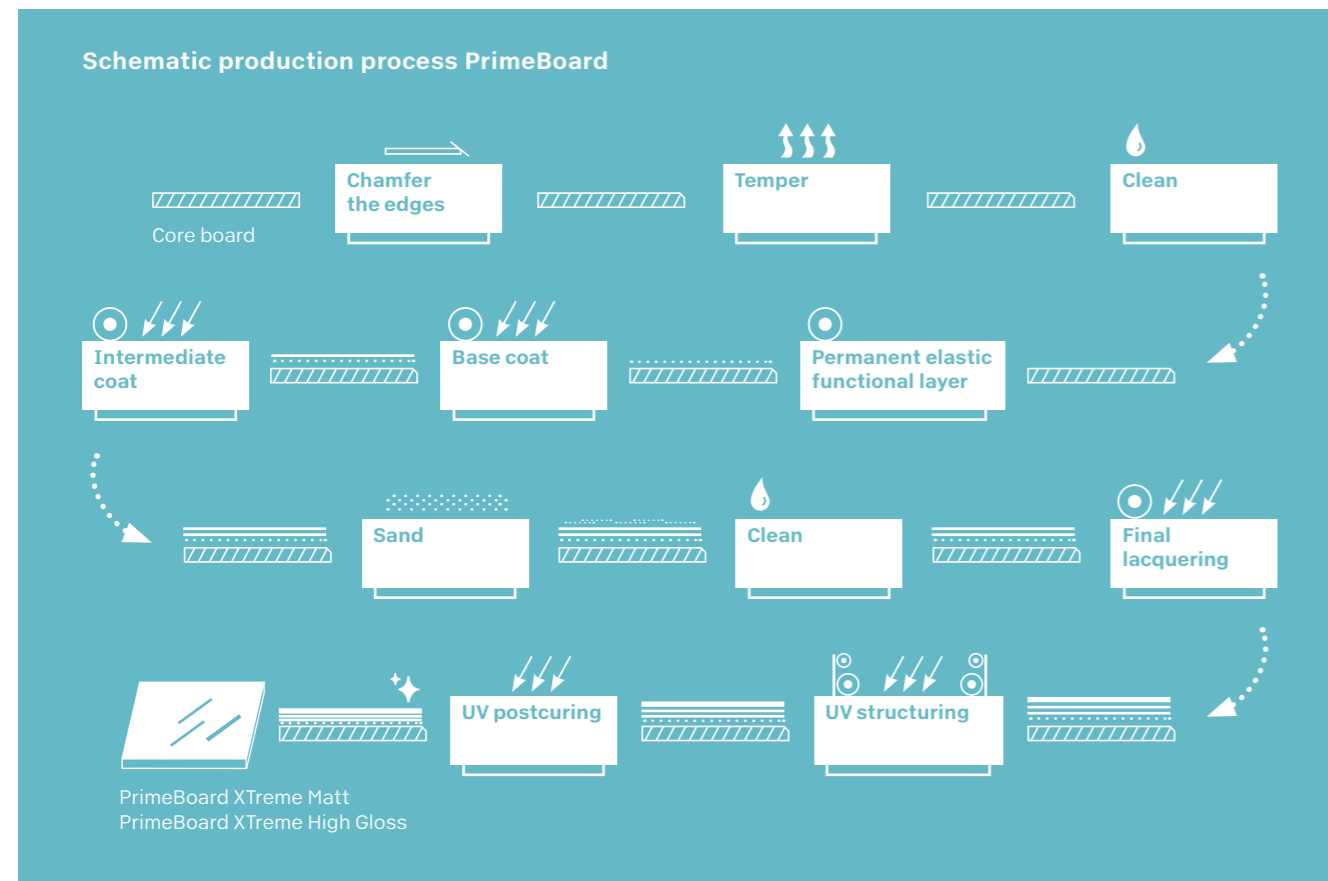 Schematic production process PrimeBoard
Chamfer
the edges
Temper
Clean
Core board
Intermediate
coat
Base coat
Permanent elastic
functional layer
Sand
Clean
Final
lacquering
UV postcuring
UV structuring
PrimeBoard XTreme Matt
PrimeBoard XTreme High Gloss